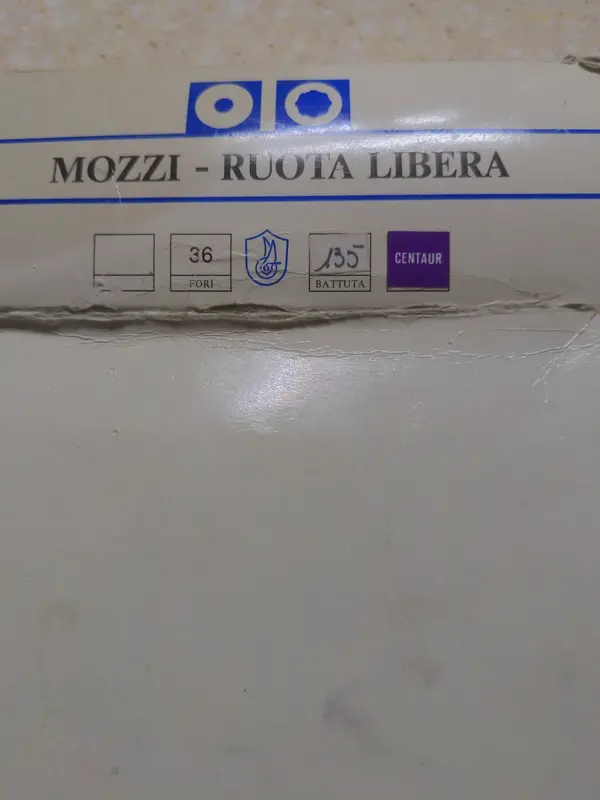 MOZZI - RUOTA LIBERA
36 135 CENTAUR
FORI BATTUTA